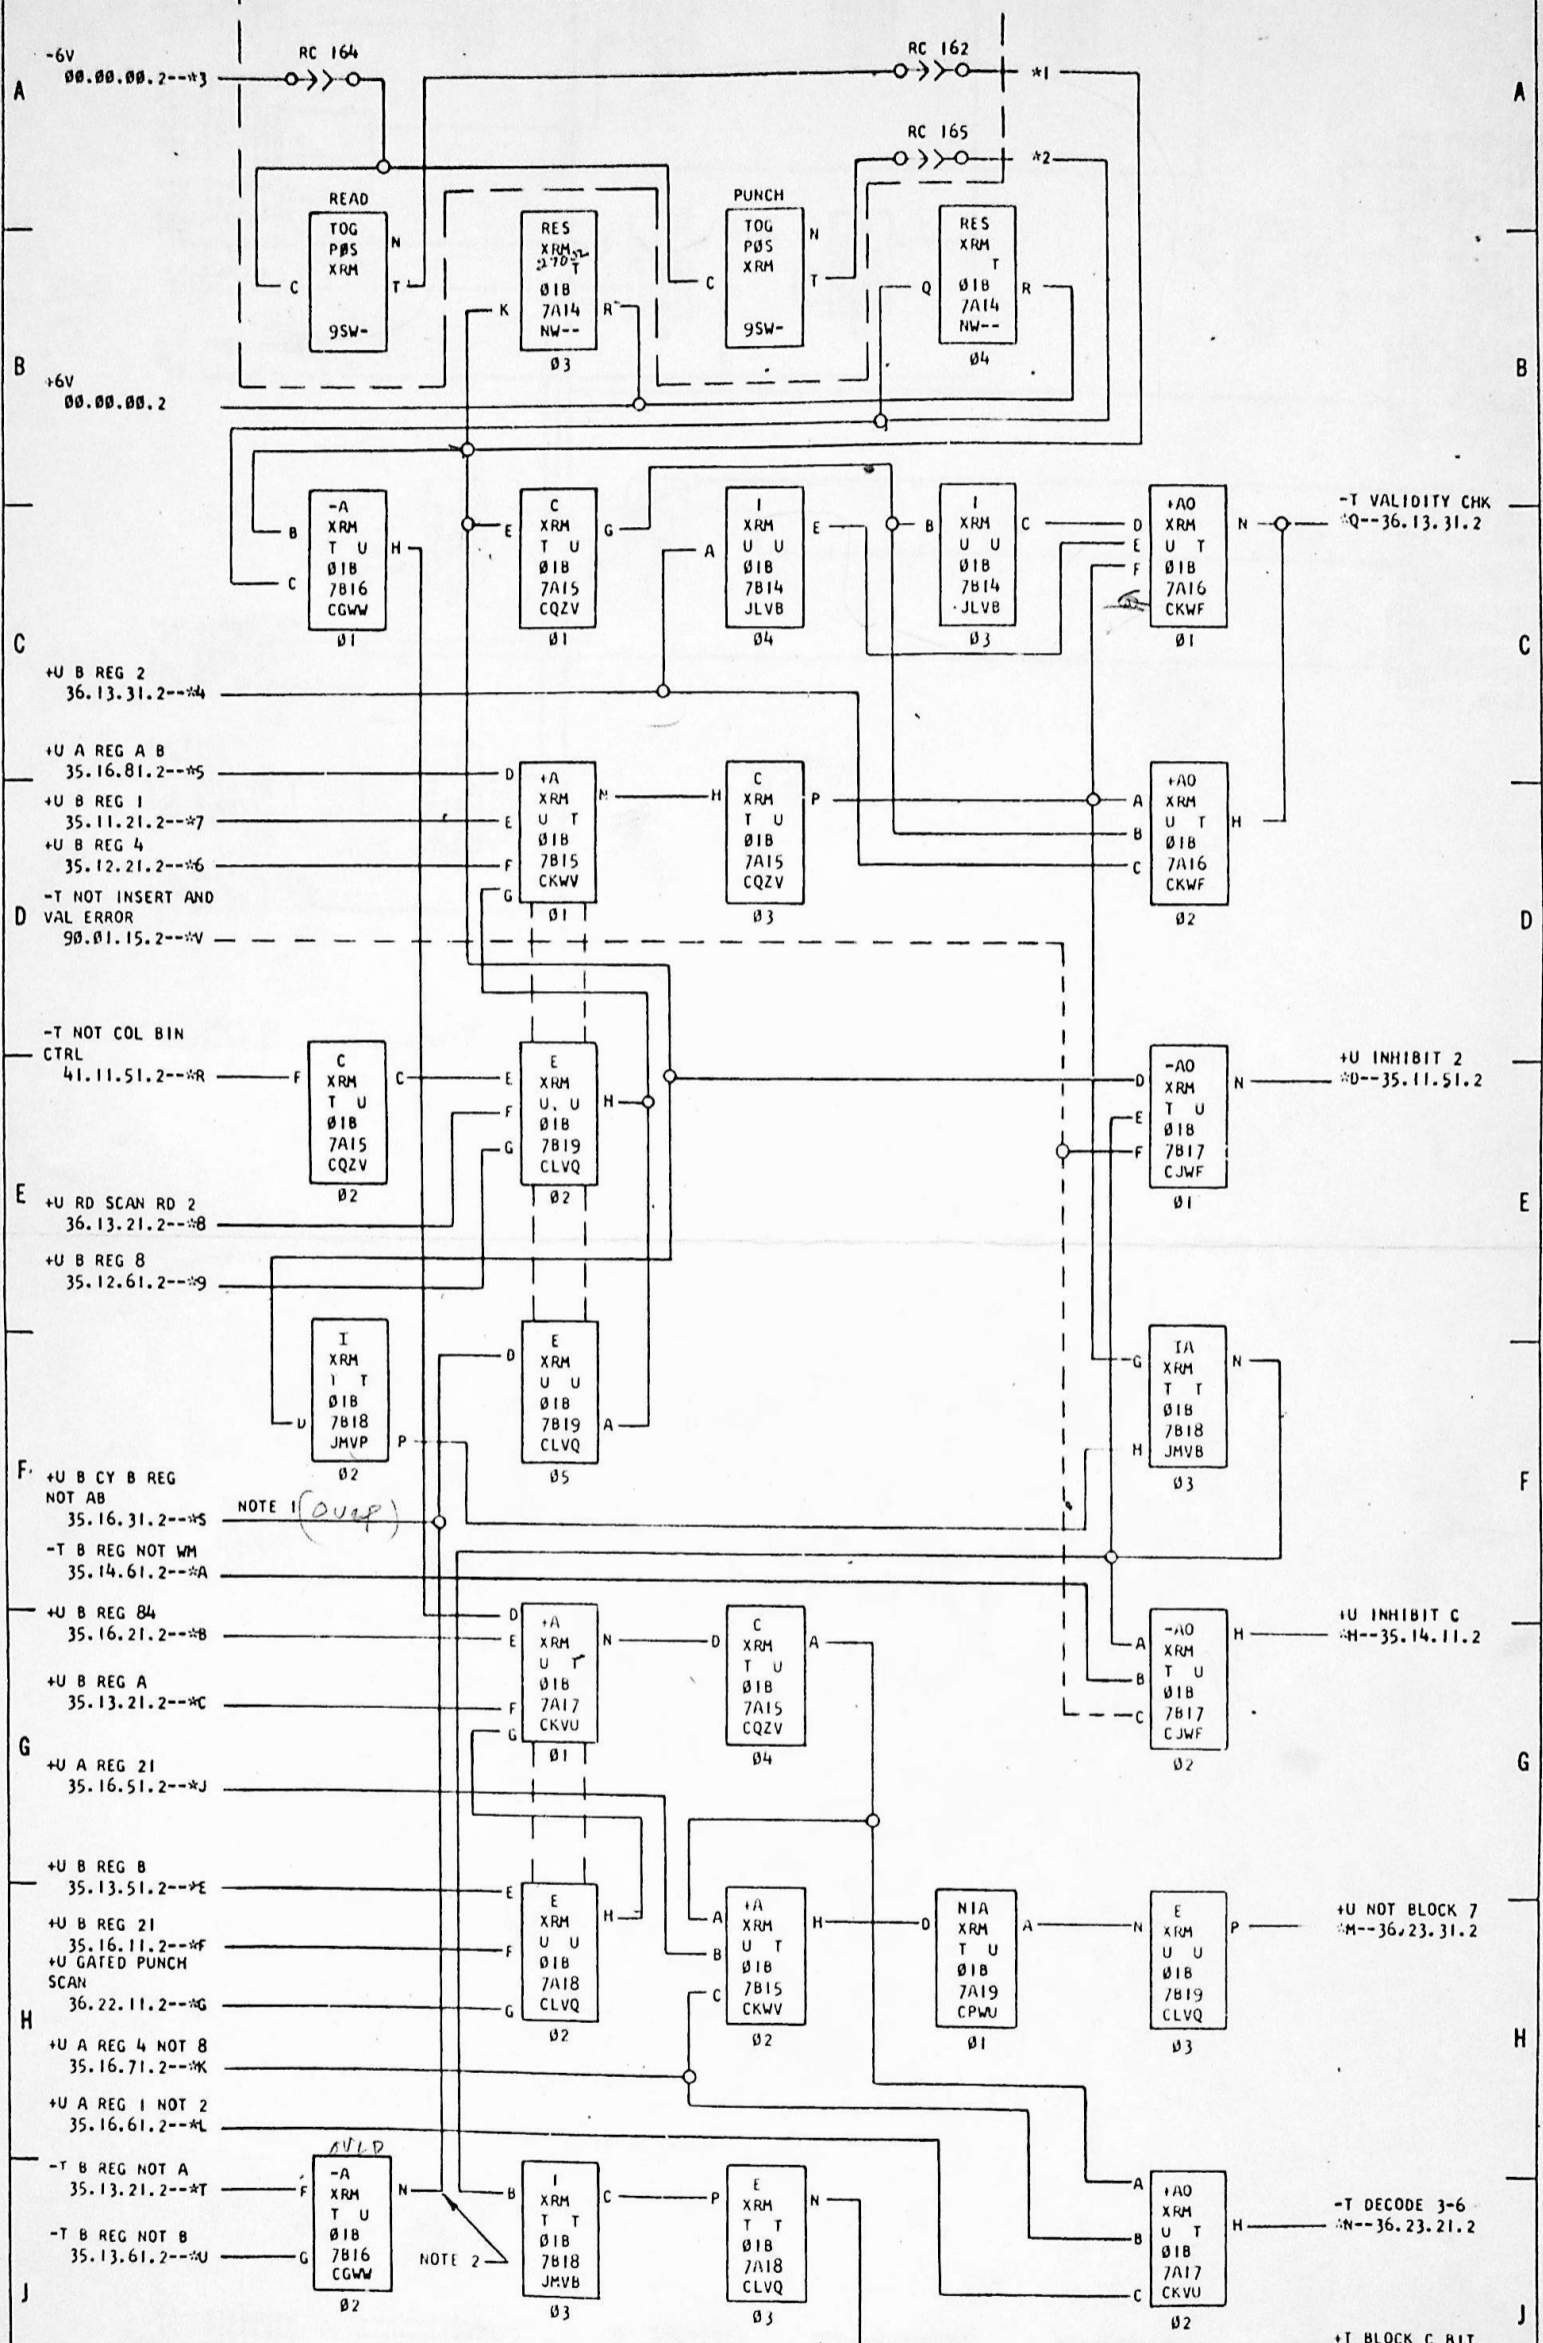 -6V
00.00.00.2--*3
RC 164
RC 162
*1
A
A
RC 165
*2
READ
TOG
PØS
XRM
9SW-
N
C
T
RES
XRM
T
Ø1B
7A14
NW--
K
R
Ø3
PUNCH
TOG
PØS
XRM
9SW-
N
C
T
RES
XRM
T
Ø1B
7A14
NW--
Q
R
Ø4
B
B
+6V
00.00.00.2
-A
XRM
T U
Ø1B
7B16
CGWW
B
C
H
Ø1
C
XRM
T U
Ø1B
7A15
CQZV
E
G
Ø1
I
XRM
U U
Ø1B
7B14
JLVB
A
E
Ø4
I
XRM
U U
Ø1B
7B14
JLVB
B
C
Ø3
+AO
XRM
U T
Ø1B
7A16
CKWF
D
E
F
N
Ø1
-T VALIDITY CHK
*Q--36.13.31.2
C
C
+U B REG 2
36.13.31.2--*4
+U A REG A B
35.16.81.2--*5
+U B REG 1
35.11.21.2--*7
+U B REG 4
35.12.21.2--*6
-T NOT INSERT AND
VAL ERROR
90.01.15.2--*V
+A
XRM
U T
Ø1B
7B15
CKWV
D
E
F
G
N
Ø1
C
XRM
T U
Ø1B
7A15
CQZV
H
P
Ø3
+AO
XRM
U T
Ø1B
7A16
CKWF
A
B
C
H
Ø2
D
D
-T NOT COL BIN
CTRL
41.11.51.2--*R
C
XRM
T U
Ø1B
7A15
CQZV
F
C
Ø2
E
XRM
U. U
Ø1B
7B19
CLVQ
E
F
G
H
Ø2
-AO
XRM
T U
Ø1B
7B17
CJWF
D
E
F
N
Ø1
+U INHIBIT 2
*D--35.11.51.2
E
E
+U RD SCAN RD 2
36.13.21.2--*8
+U B REG 8
35.12.61.2--*9
I
XRM
T T
Ø1B
7B18
JMVP
P
Ø2
E
XRM
U U
Ø1B
7B19
CLVQ
D
A
Ø5
IA
XRM
T T
Ø1B
7B18
JMVB
G
H
N
Ø3
F
F
+U B CY B REG
NOT AB
35.16.31.2--*S
NOTE 1
-T B REG NOT WM
35.14.61.2--*A
+U B REG 84
35.16.21.2--*B
+U B REG A
35.13.21.2--*C
+A
XRM
U T
Ø1B
7A17
CKVU
D
E
F
G
N
Ø1
C
XRM
T U
Ø1B
7A15
CQZV
D
A
Ø4
-AO
XRM
T U
Ø1B
7B17
CJWF
A
B
C
H
Ø2
+U INHIBIT C
*H--35.14.11.2
G
G
+U A REG 21
35.16.51.2--*J
+U B REG B
35.13.51.2--*E
+U B REG 21
35.16.11.2--*F
+U GATED PUNCH
SCAN
36.22.11.2--*G
E
XRM
U U
Ø1B
7A18
CLVQ
E
F
G
H
Ø2
+A
XRM
U T
Ø1B
7B15
CKWV
A
B
C
H
Ø2
NIA
XRM
T U
Ø1B
7A19
CPWU
D
A
Ø1
E
XRM
U U
Ø1B
7B19
CLVQ
N
P
Ø3
+U NOT BLOCK 7
*M--36.23.31.2
H
H
+U A REG 4 NOT 8
35.16.71.2--*K
+U A REG 1 NOT 2
35.16.61.2--*L
-T B REG NOT A
35.13.21.2--*T
-T B REG NOT B
35.13.61.2--*U
-A
XRM
T U
Ø1B
7B16
CGWW
F
G
N
Ø2
NOTE 2
I
XRM
T T
Ø1B
7B18
JMVB
B
C
Ø3
E
XRM
T T
Ø1B
7A18
CLVQ
P
N
Ø3
+AO
XRM
U T
Ø1B
7A17
CKVU
A
B
C
H
Ø2
-T DECODE 3-6
*N--36.23.21.2
J
J
+T BLOCK C BIT